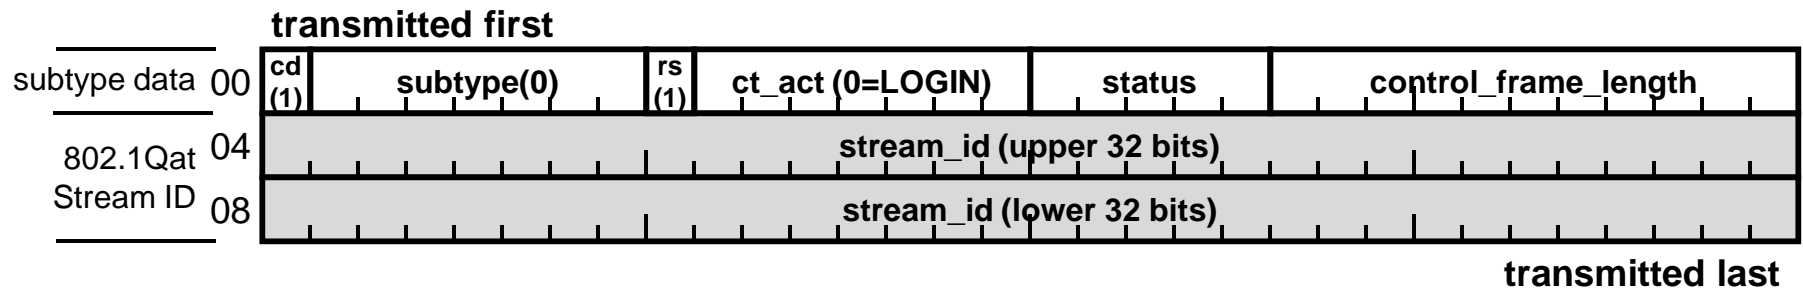 transmitted first
subtype data 00 cd (1) subtype(0) rs (1) ct_act (0=LOGIN) status control_frame_length
802.1Qat Stream ID
04 stream_id (upper 32 bits)
08 stream_id (lower 32 bits)
transmitted last